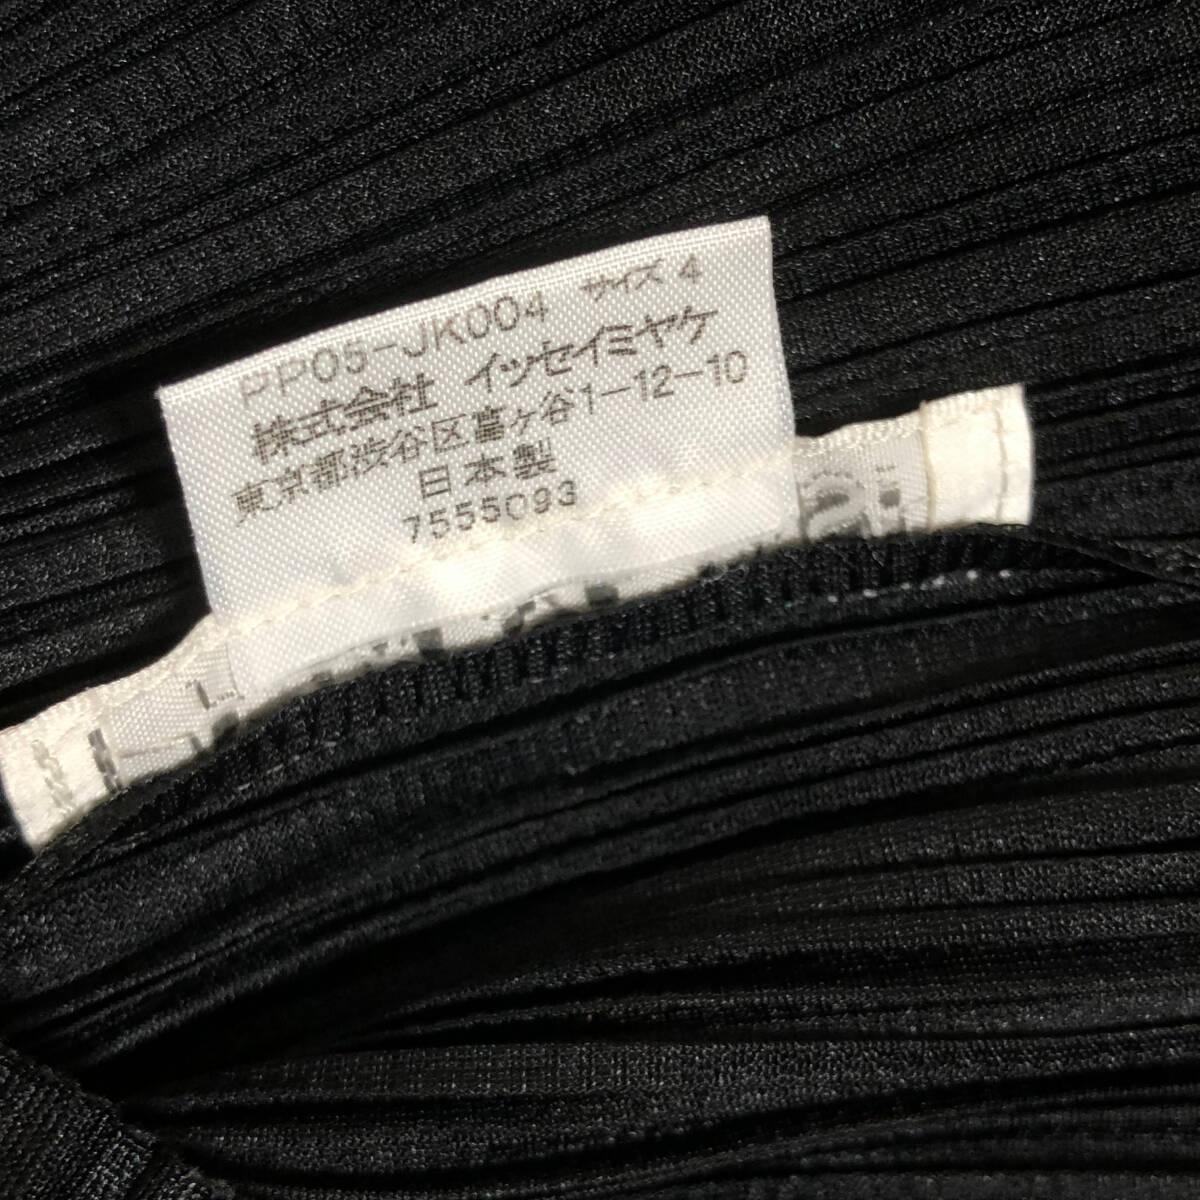 PP05-JK004 サイズ 4
株式会社 イッセイミヤケ
東京都渋谷区富ヶ谷1-12-10
日本製
7555093